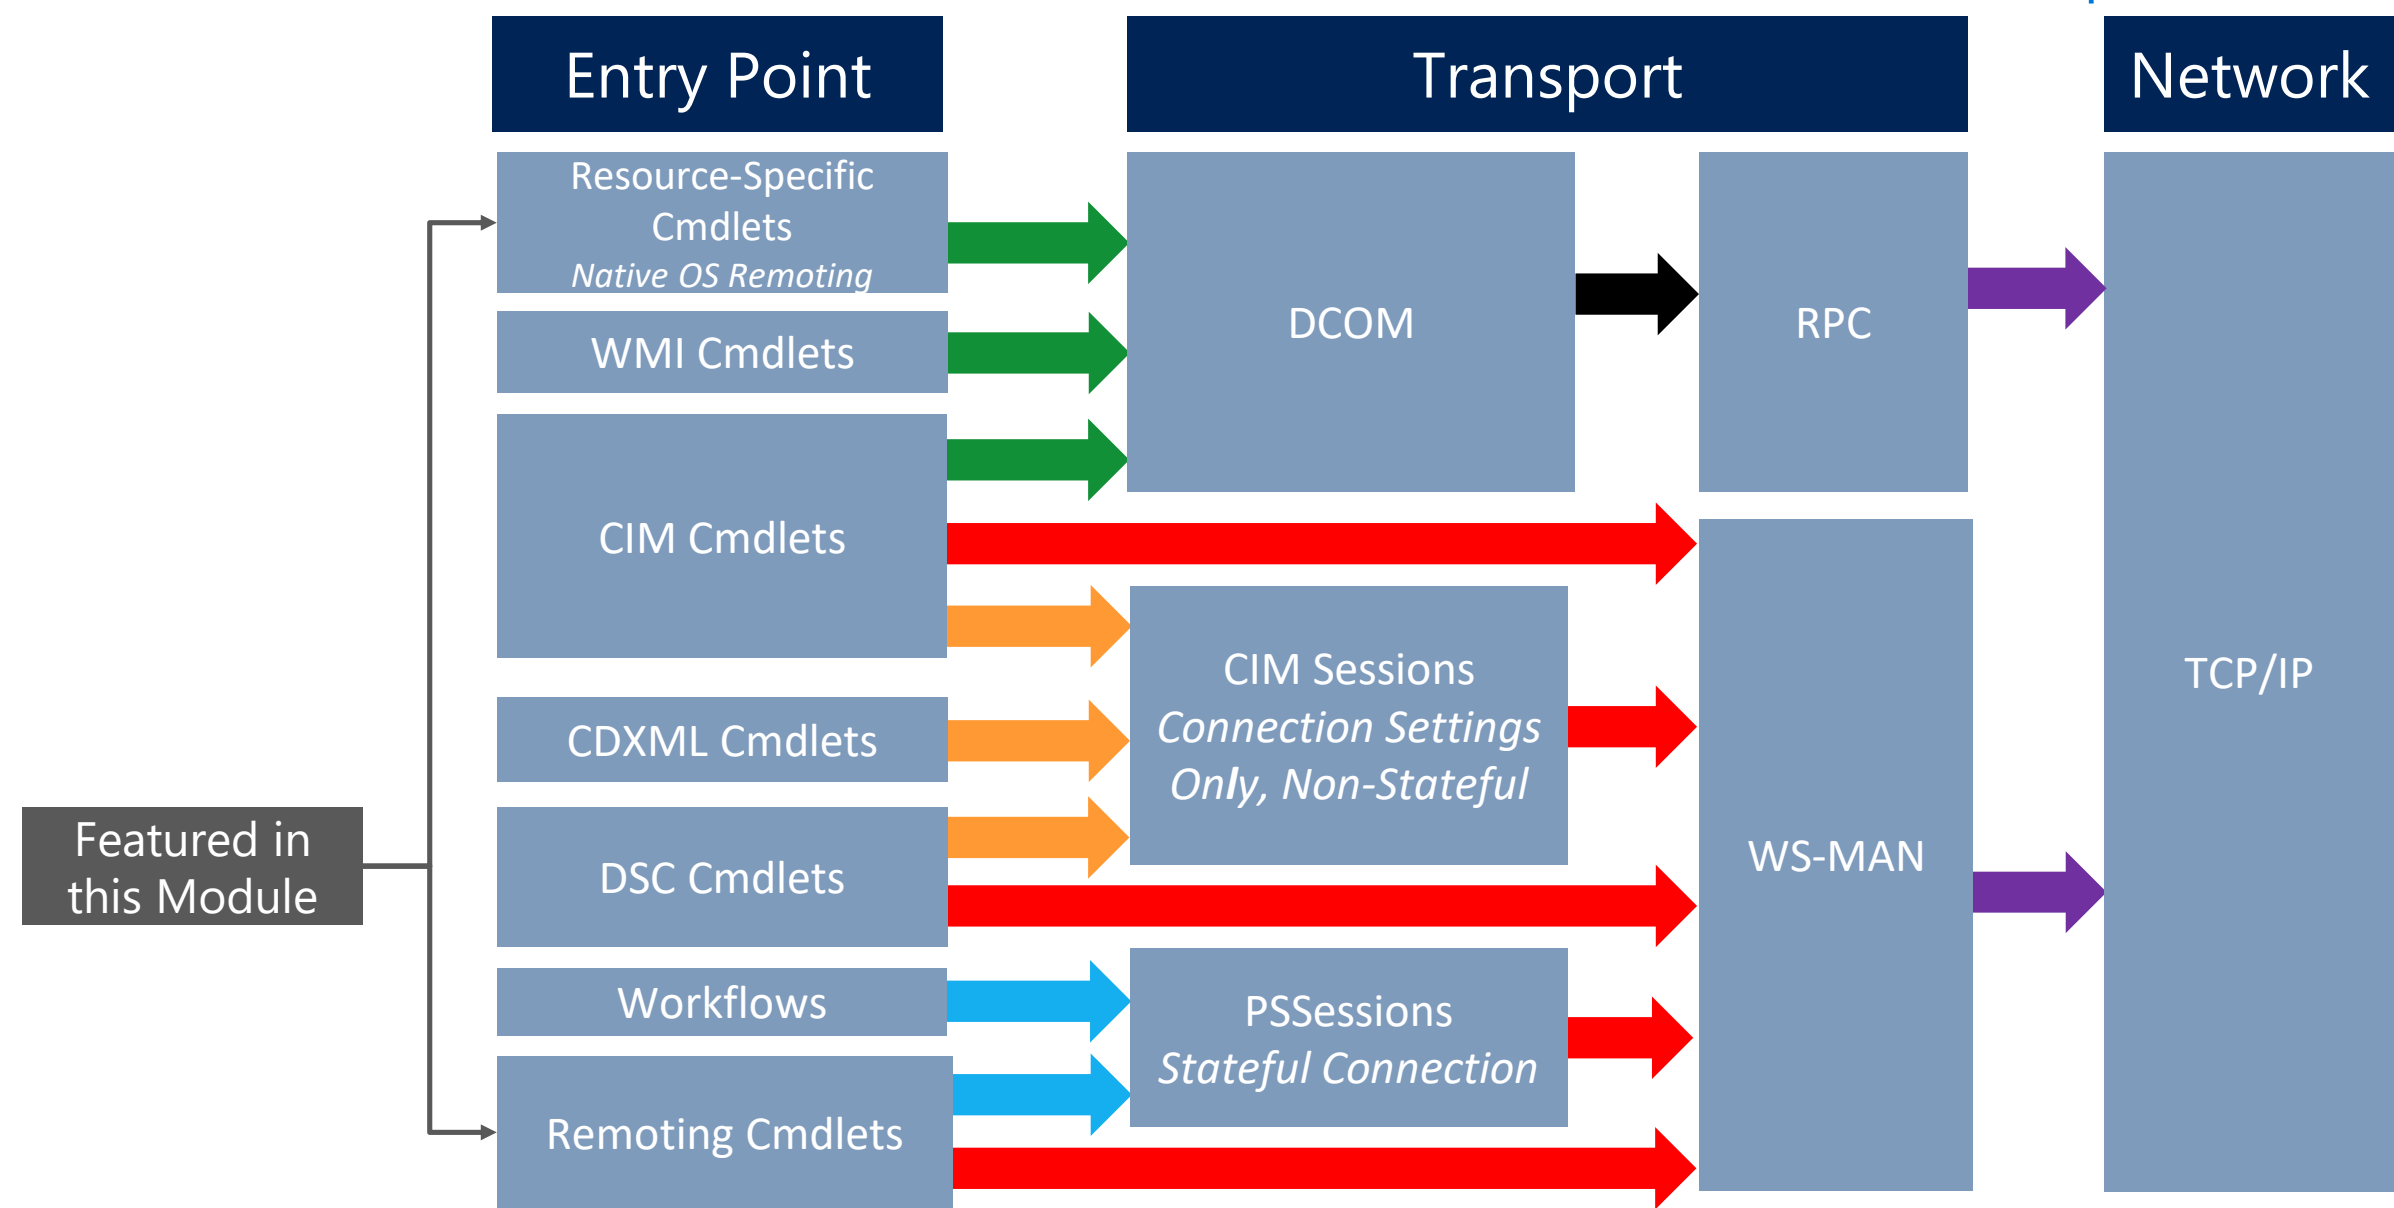 Entry Point
Transport
Network
Resource-Specific
Cmdlets
Native OS Remoting
WMI Cmdlets
CIM Cmdlets
CDXML Cmdlets
DSC Cmdlets
Workflows
Remoting Cmdlets
DCOM
RPC
CIM Sessions
Connection Settings
Only, Non-Stateful
PSSessions
Stateful Connection
WS-MAN
TCP/IP
Featured in
this Module